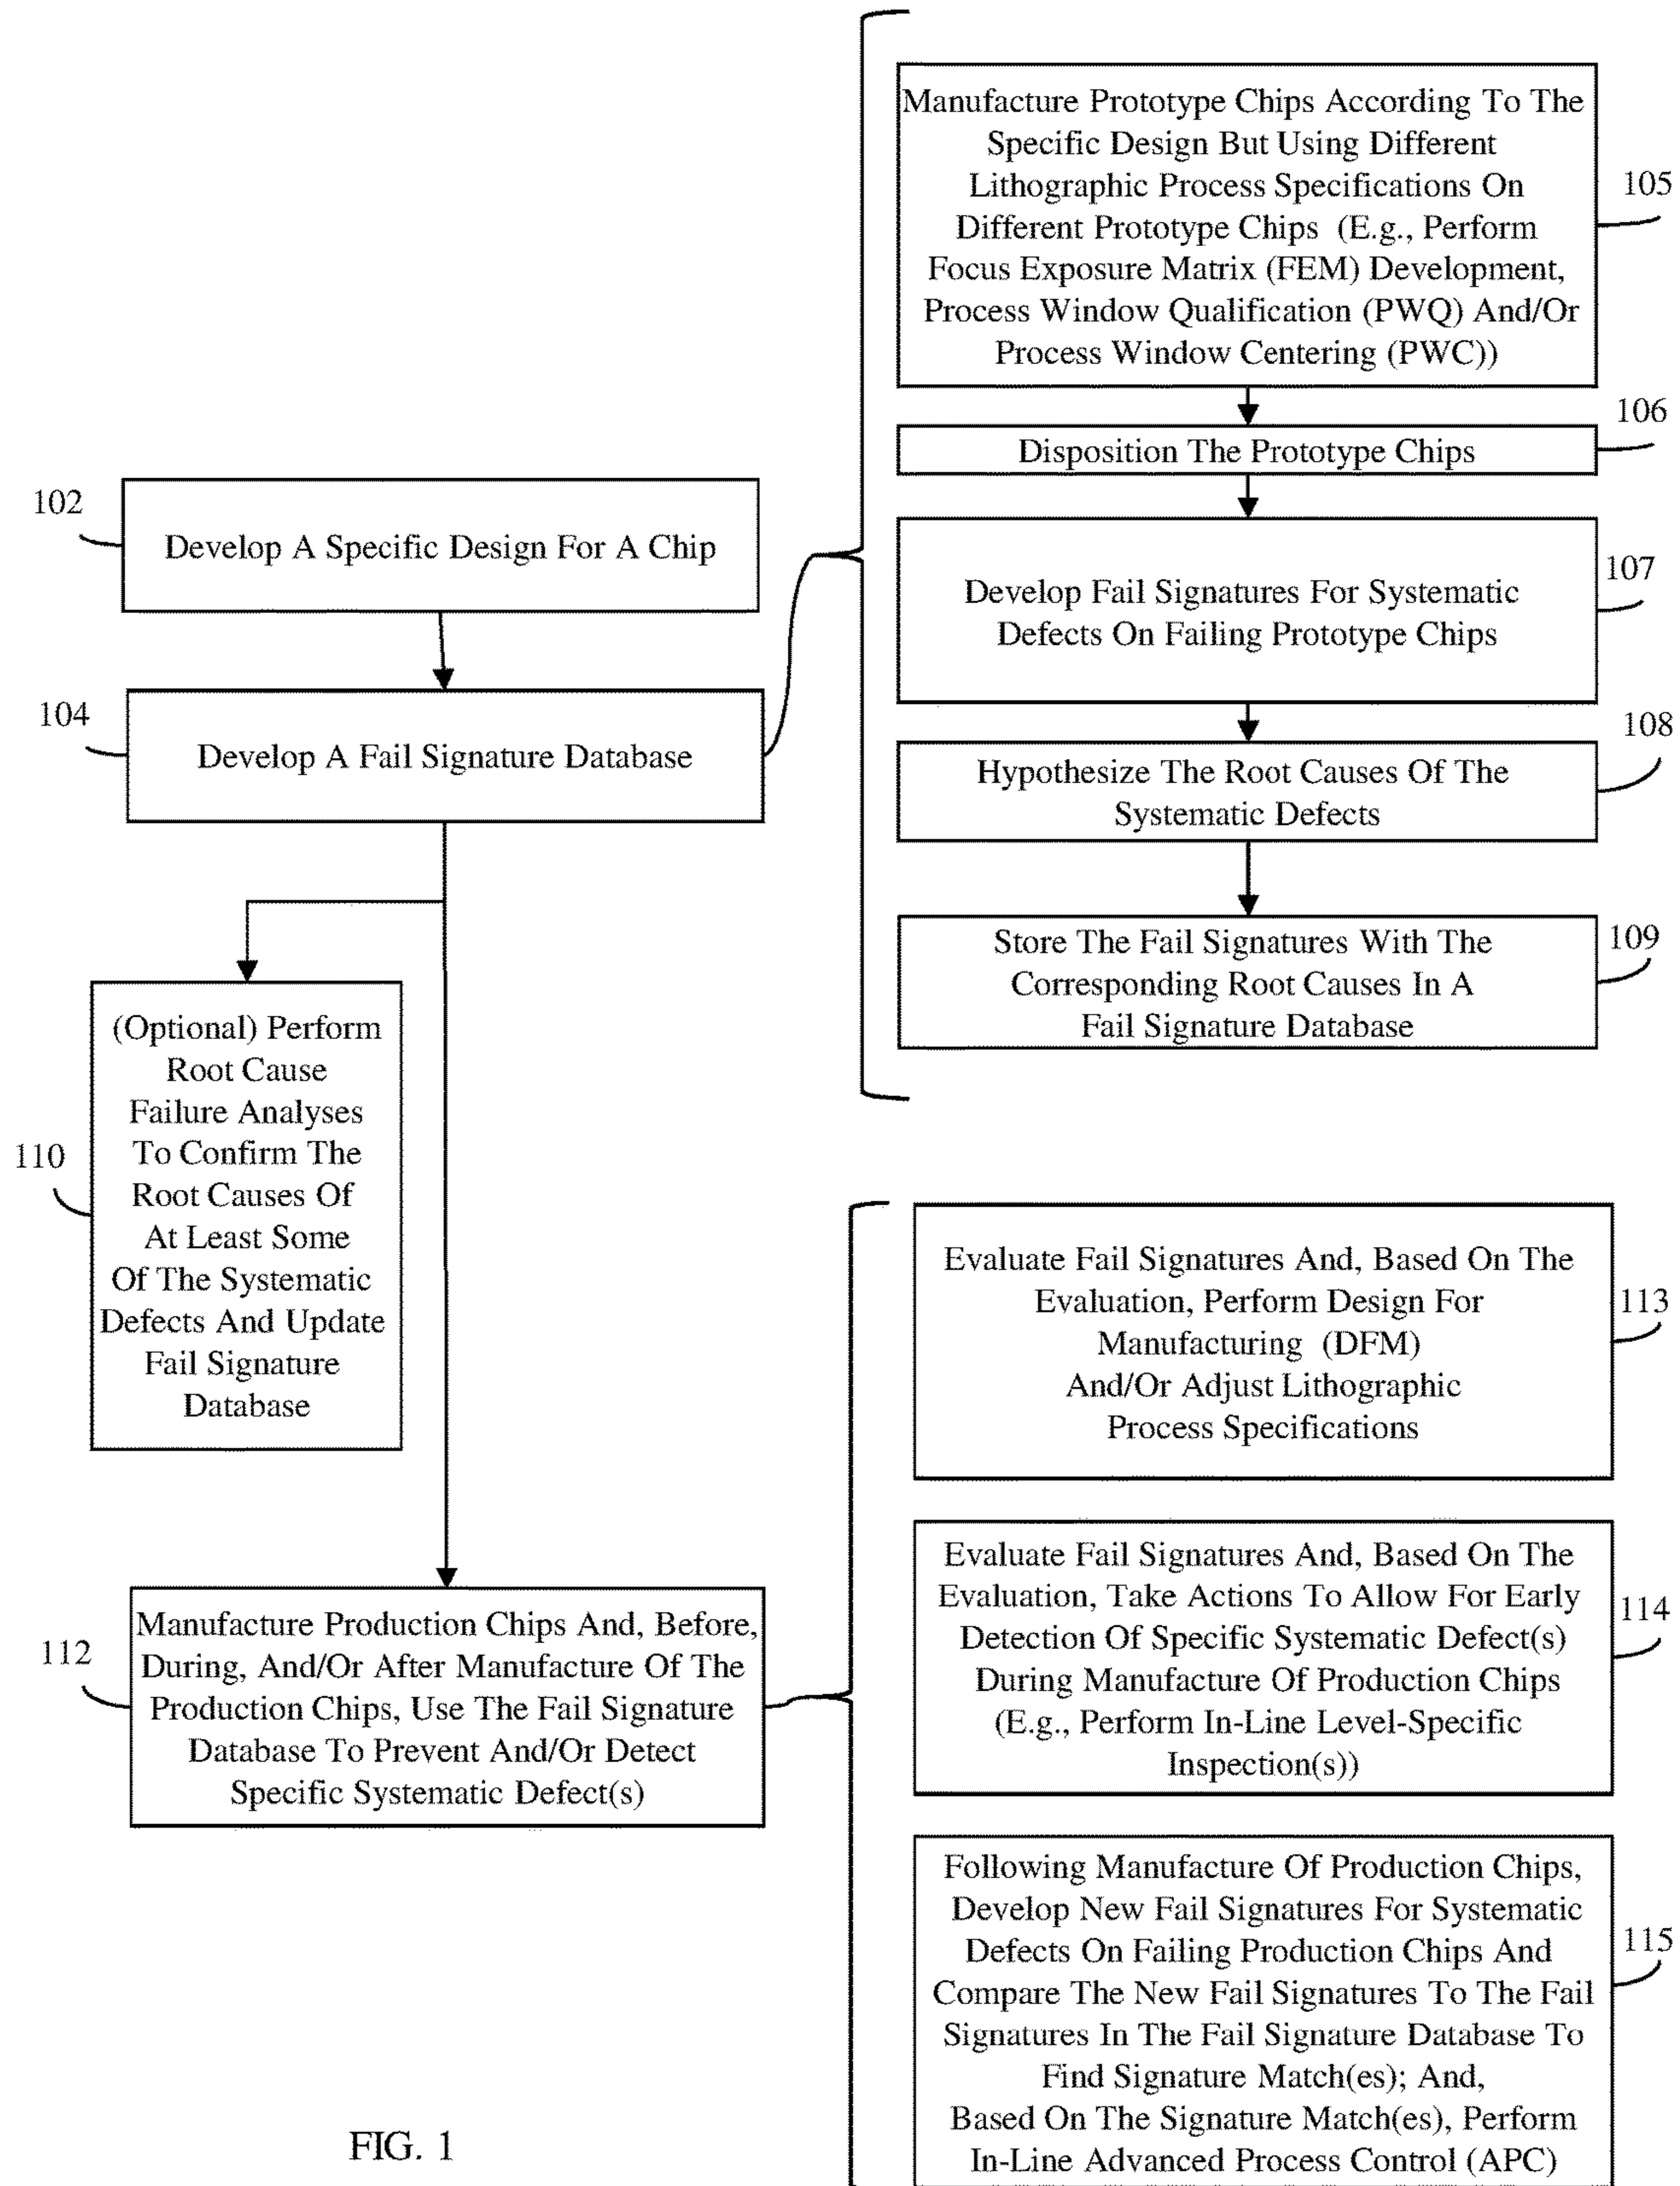 102
Develop A Specific Design For A Chip
104
Develop A Fail Signature Database
Manufacture Prototype Chips According To The
Specific Design But Using Different
Lithographic Process Specifications On
Different Prototype Chips (E.g., Perform
Focus Exposure Matrix (FEM) Development,
Process Window Qualification (PWQ) And/Or
Process Window Centering (PWC))
105
Disposition The Prototype Chips
106
Develop Fail Signatures For Systematic
Defects On Failing Prototype Chips
107
Hypothesize The Root Causes Of The
Systematic Defects
108
Store The Fail Signatures With The
Corresponding Root Causes In A
Fail Signature Database
109
110
(Optional) Perform
Root Cause
Failure Analyses
To Confirm The
Root Causes Of
At Least Some
Of The Systematic
Defects And Update
Fail Signature
Database
112
Manufacture Production Chips And, Before,
During, And/Or After Manufacture Of The
Production Chips, Use The Fail Signature
Database To Prevent And/Or Detect
Specific Systematic Defect(s)
Evaluate Fail Signatures And, Based On The
Evaluation, Perform Design For
Manufacturing (DFM)
And/Or Adjust Lithographic
Process Specifications
113
Evaluate Fail Signatures And, Based On The
Evaluation, Take Actions To Allow For Early
Detection Of Specific Systematic Defect(s)
During Manufacture Of Production Chips
(E.g., Perform In-Line Level-Specific
Inspection(s))
114
Following Manufacture Of Production Chips,
Develop New Fail Signatures For Systematic
Defects On Failing Production Chips And
Compare The New Fail Signatures To The Fail
Signatures In The Fail Signature Database To
Find Signature Match(es); And,
Based On The Signature Match(es), Perform
In-Line Advanced Process Control (APC)
115
FIG. 1